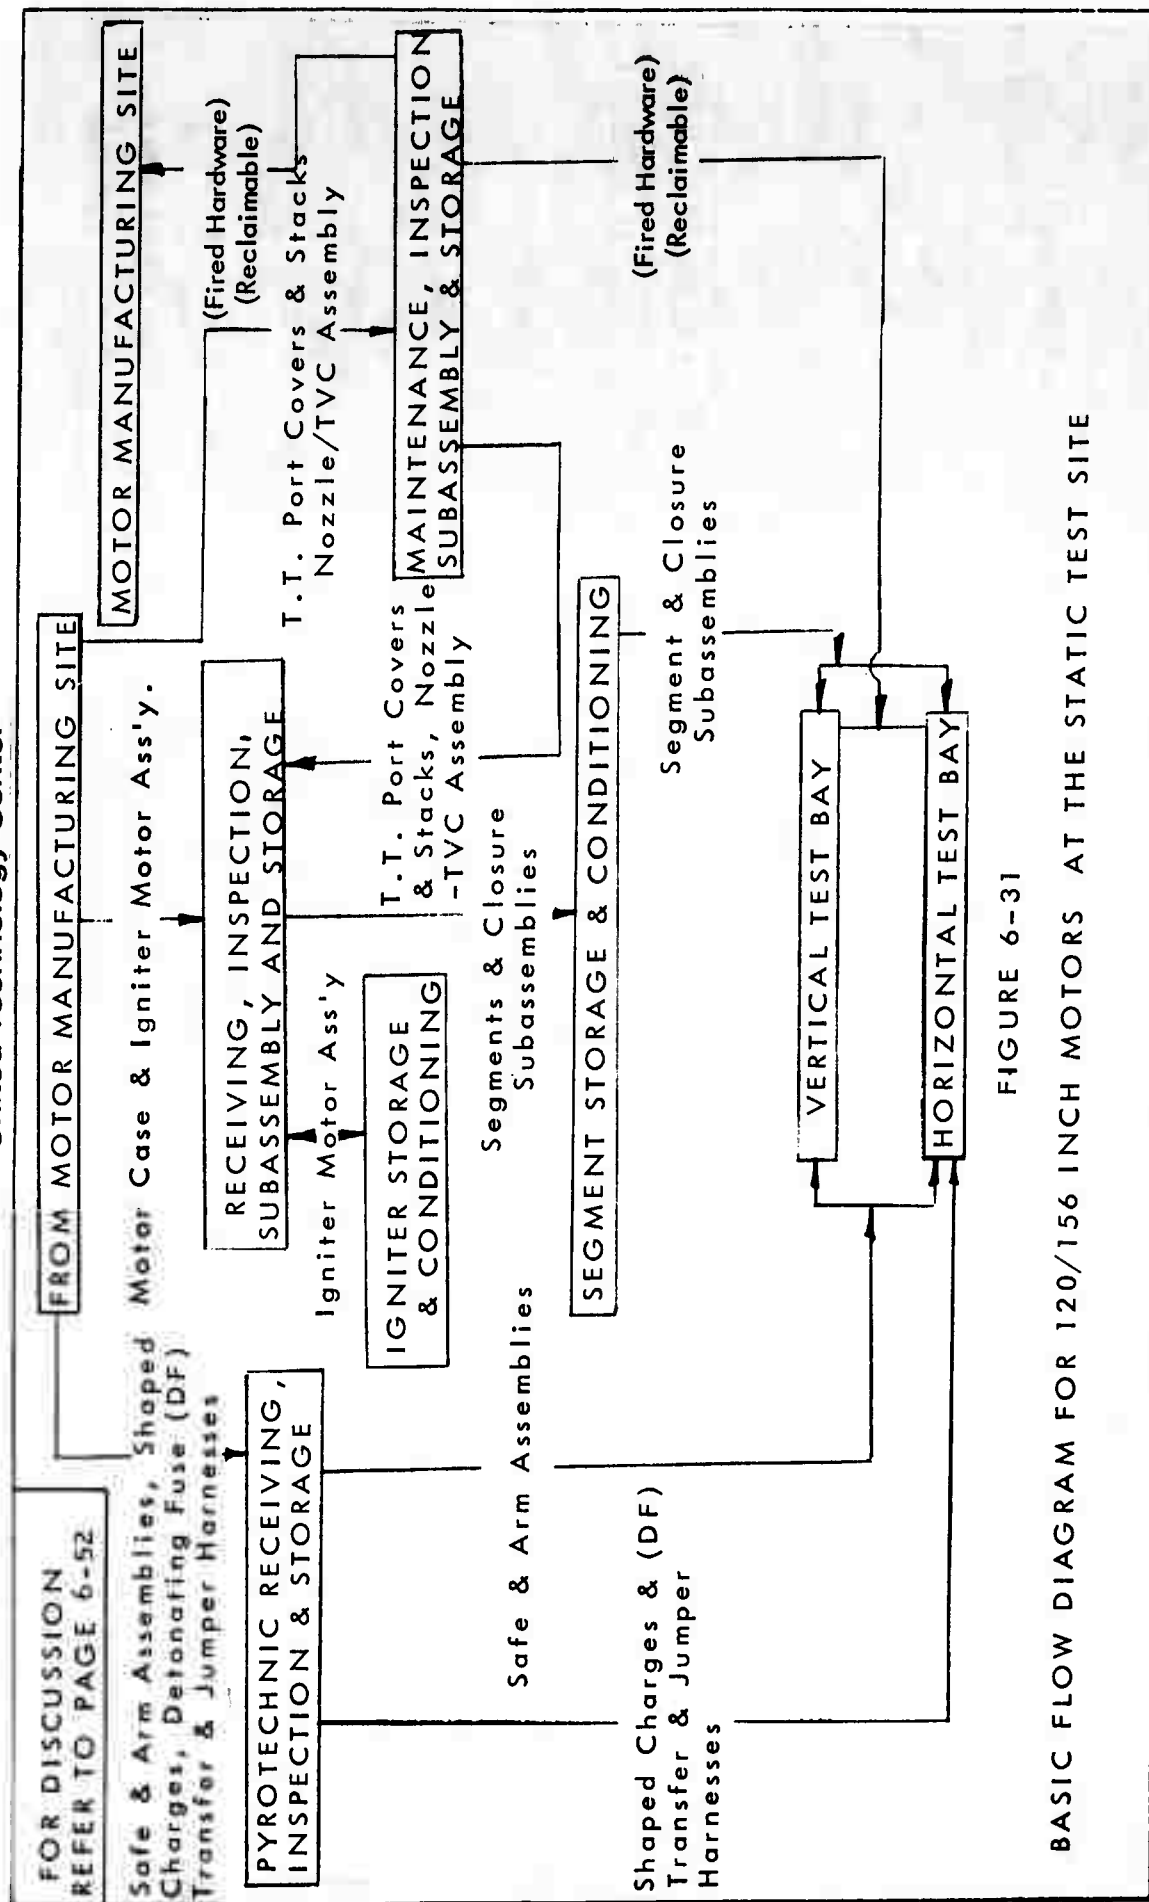 FOR DISCUSSION
REFER TO PAGE 6-52
FROM MOTOR MANUFACTURING SITE
MOTOR MANUFACTURING SITE
Safe & Arm Assemblies, Shaped
Charges, Detonating Fuse (DF)
Transfer & Jumper Harnesses
Motor Case & Igniter Motor Ass'y.
(Fired Hardware)
(Reclaimable)
T.T. Port Covers & Stacks
Nozzle/TVC Assembly
PYROTECHNIC RECEIVING,
INSPECTION & STORAGE
RECEIVING, INSPECTION,
SUBASSEMBLY AND STORAGE
MAINTENANCE, INSPECTION
SUBASSEMBLY & STORAGE
Igniter Motor Ass'y
T.T. Port Covers
& Stacks, Nozzle
-TVC Assembly
IGNITER STORAGE
& CONDITIONING
Segments & Closure
Subassemblies
Safe & Arm Assemblies
SEGMENT STORAGE & CONDITIONING
(Fired Hardware)
(Reclaimable)
Shaped Charges & (DF)
Transfer & Jumper
Harnesses
Segment & Closure
Subassemblies
VERTICAL TEST BAY
HORIZONTAL TEST BAY
FIGURE 6-31
BASIC FLOW DIAGRAM FOR 120/156 INCH MOTORS AT THE STATIC TEST SITE